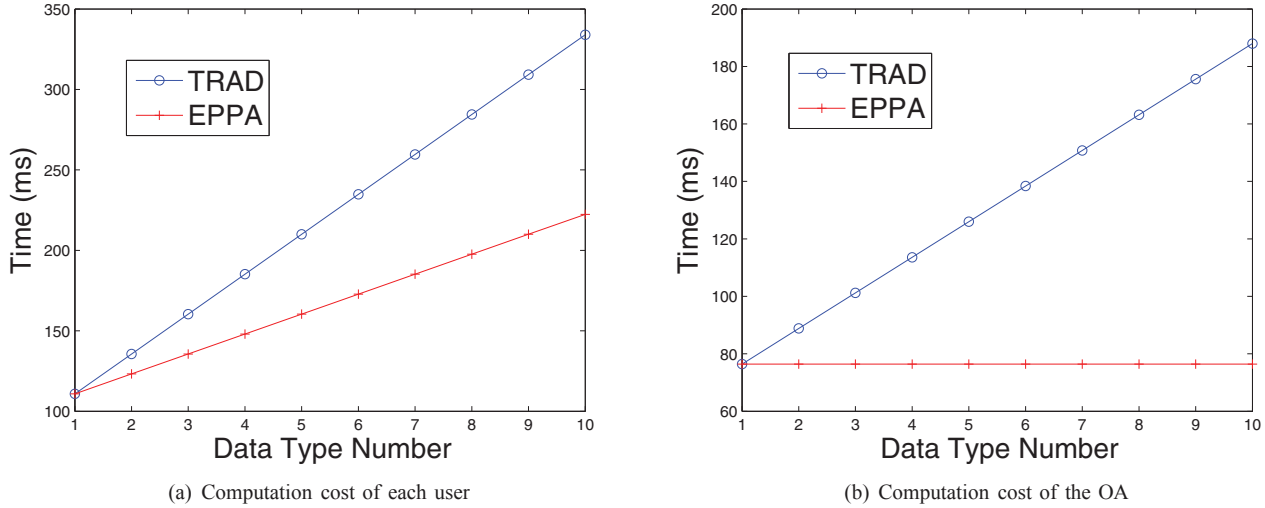 350
300
250
200
150
100
Time (ms)
TRAD
EPPA
1 2 3 4 5 6 7 8 9 10
Data Type Number
(a) Computation cost of each user
200
180
160
140
120
100
80
60
Time (ms)
TRAD
EPPA
1 2 3 4 5 6 7 8 9 10
Data Type Number
(b) Computation cost of the OA